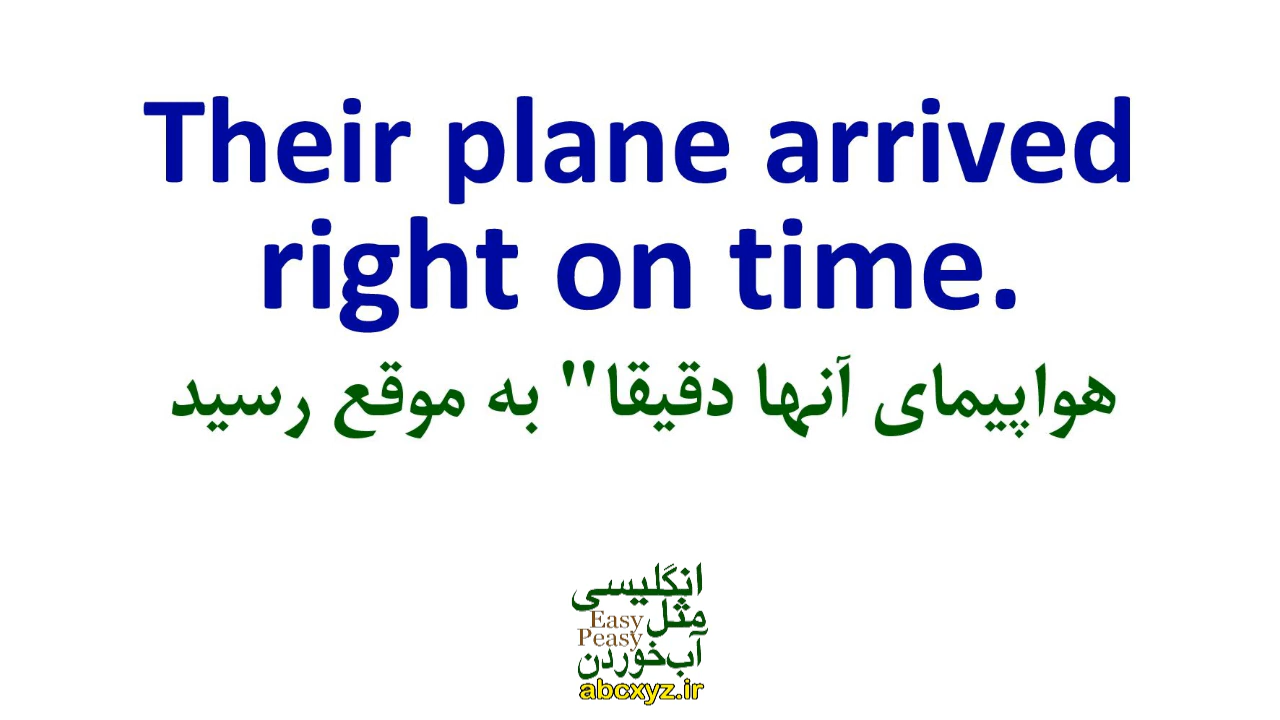 Their plane arrived
right on time.
هواپیمای آنها دقیقا" به موقع رسید
انگلیسی
مثل Easy
Peasy
آب‌خوردن
abcxyz.ir